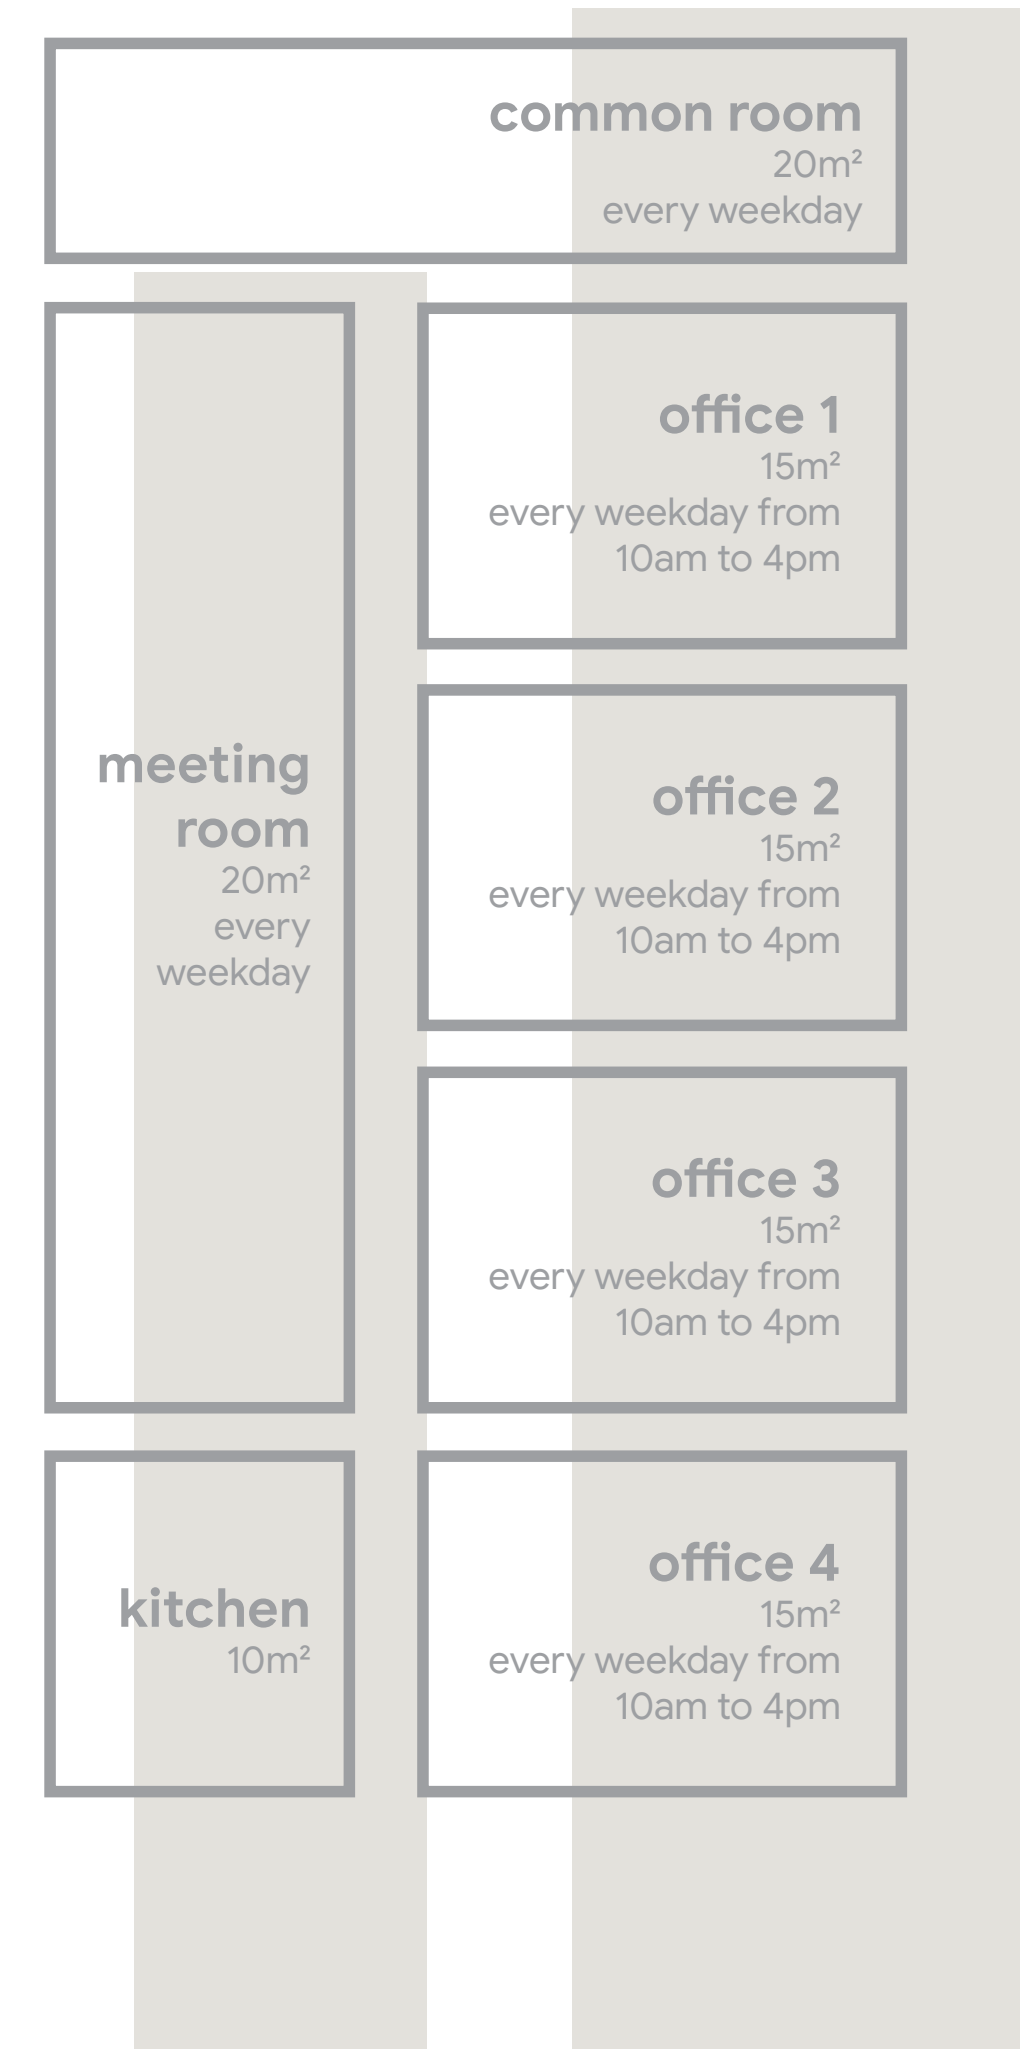 common room
20m²
every weekday
office 1
15m²
every weekday from
10am to 4pm
meeting
room
20m²
every
weekday
office 2
15m²
every weekday from
10am to 4pm
office 3
15m²
every weekday from
10am to 4pm
kitchen
10m²
office 4
15m²
every weekday from
10am to 4pm